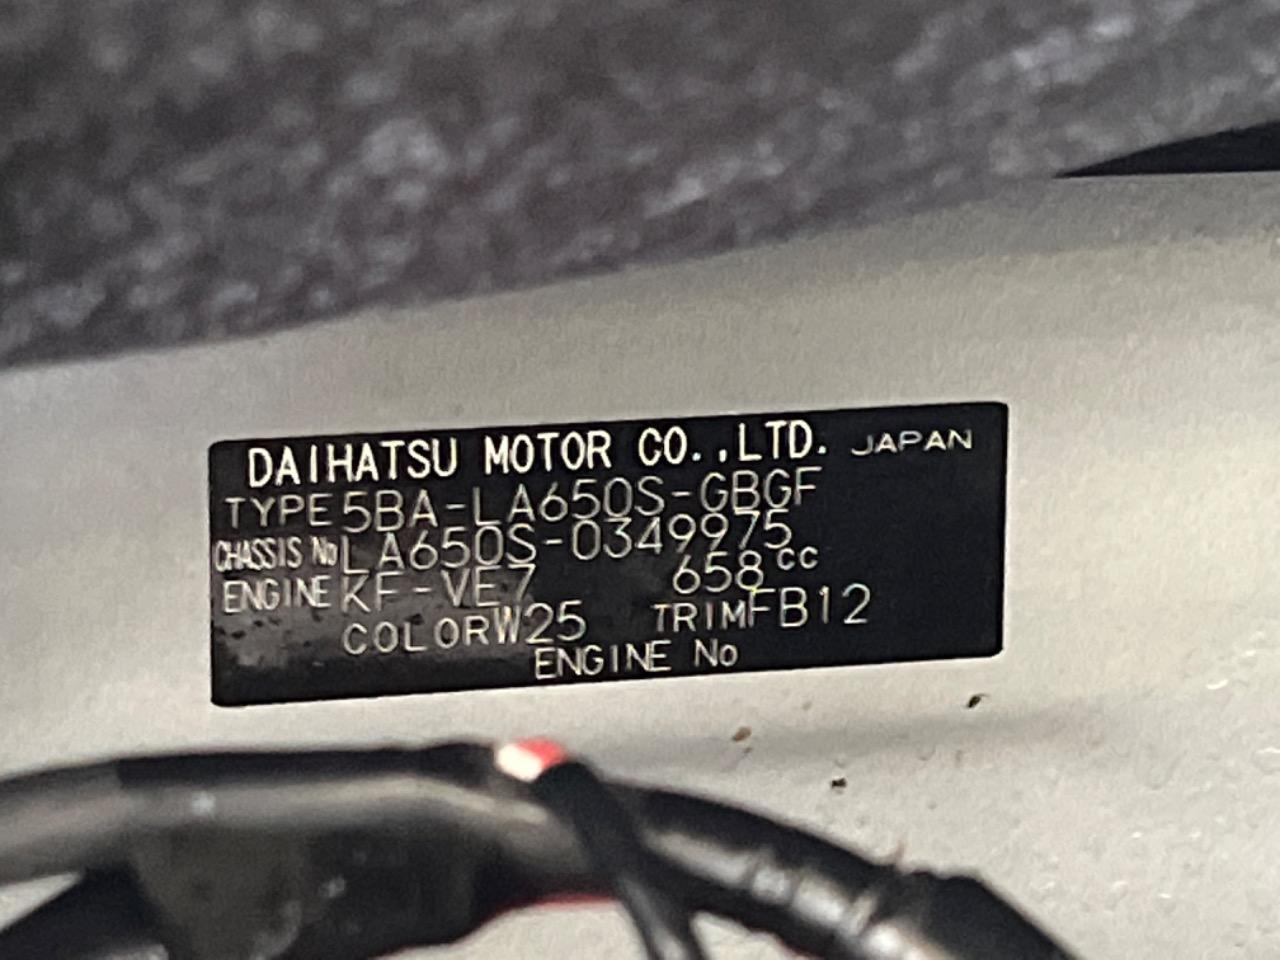 DAIHATSU MOTOR CO.,LTD. JAPAN
TYPE 5BA-LA650S-GBGF
CHASSIS No LA650S-0349975
ENGINE KF-VE7 658cc
COLOR W25 TRIM FB12
ENGINE No